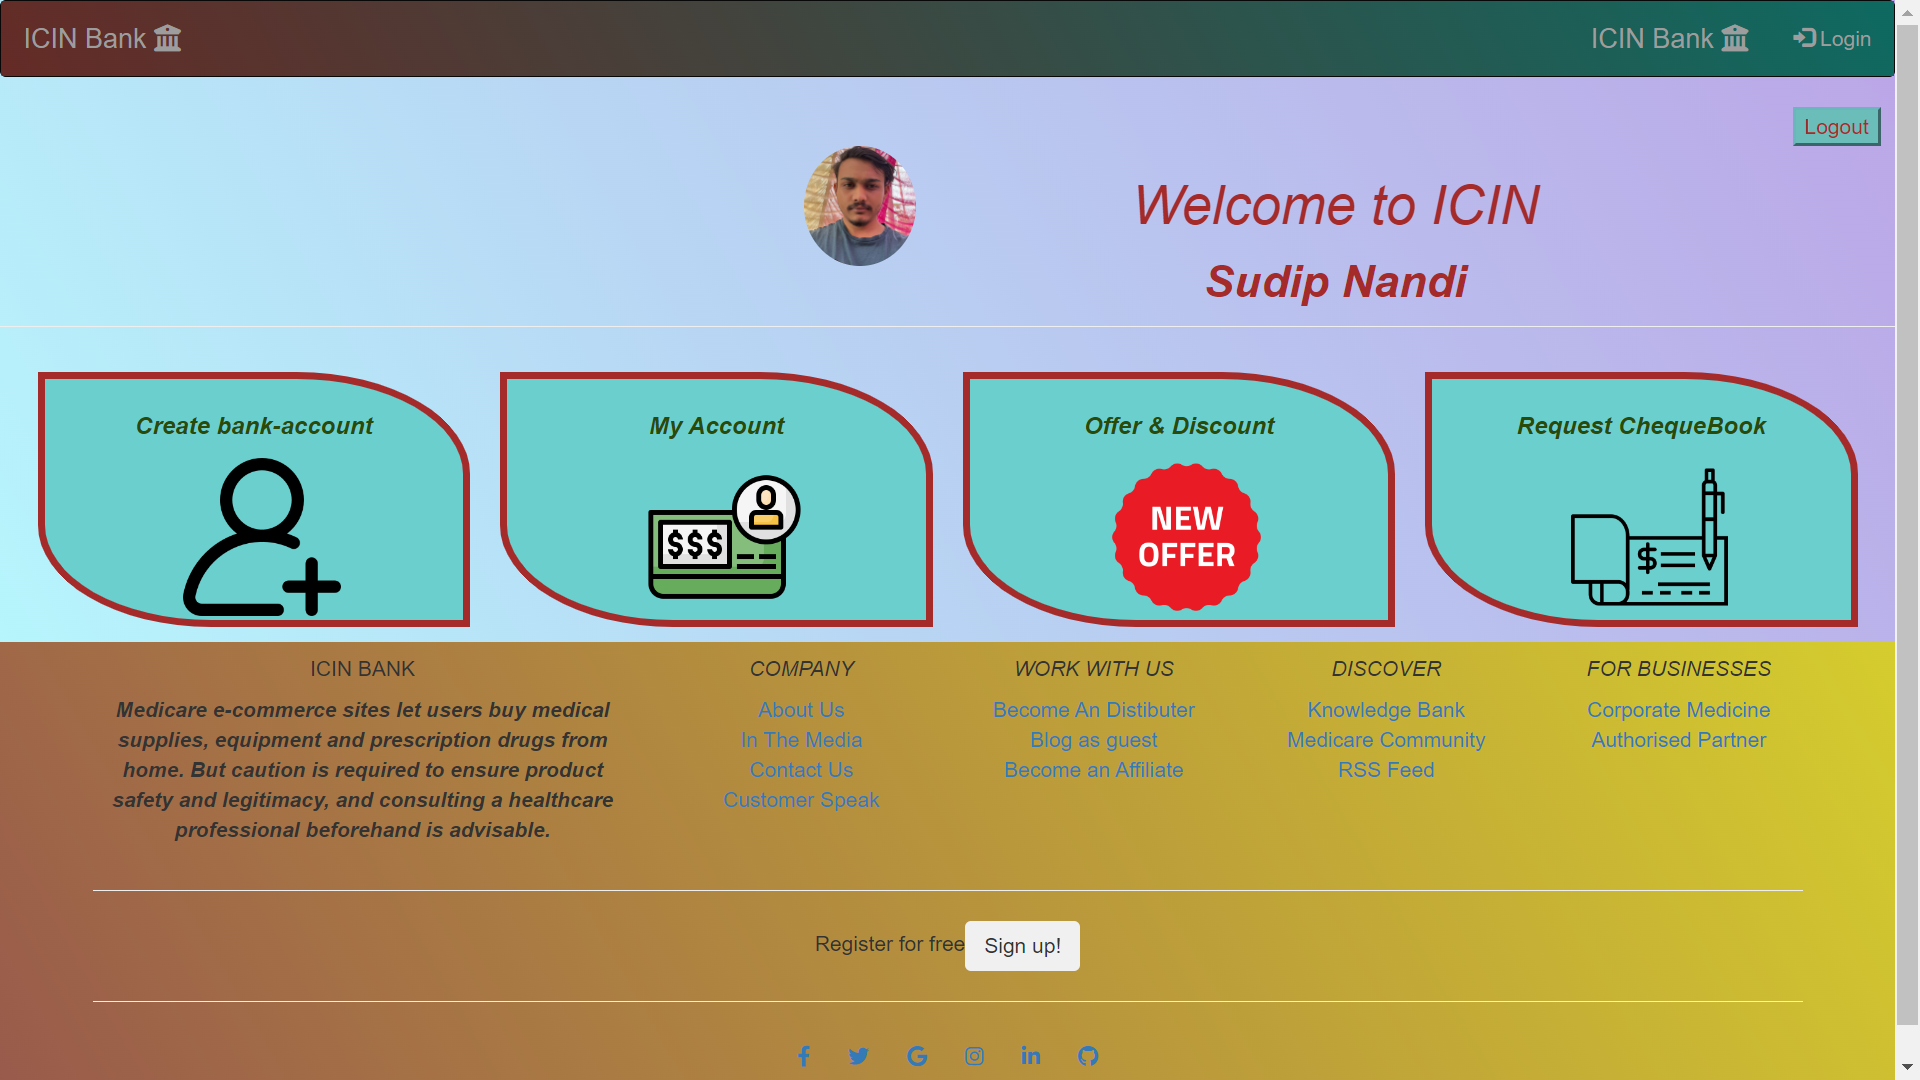 ICIN Bank
ICIN Bank
Login
Logout
Welcome to ICIN
Sudip Nandi
Create bank-account
My Account
$$$
Offer & Discount
NEW
OFFER
Request ChequeBook
$
ICIN BANK
Medicare e-commerce sites let users buy medical
supplies, equipment and prescription drugs from
home. But caution is required to ensure product
safety and legitimacy, and consulting a healthcare
professional beforehand is advisable.
COMPANY
About Us
In The Media
Contact Us
Customer Speak
WORK WITH US
Become An Distibuter
Blog as guest
Become an Affiliate
DISCOVER
Knowledge Bank
Medicare Community
RSS Feed
FOR BUSINESSES
Corporate Medicine
Authorised Partner
Register for free
Sign up!